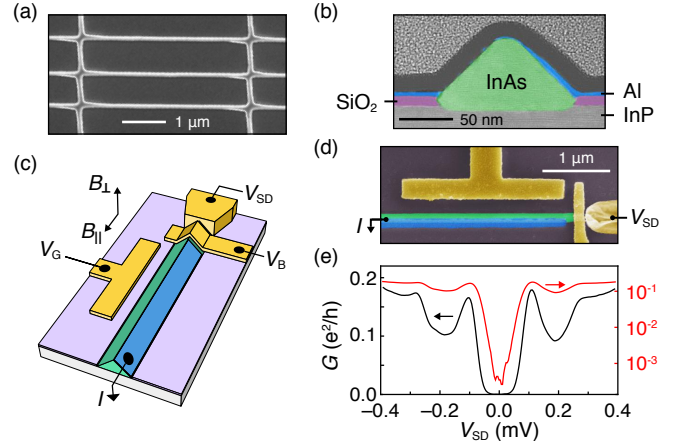 (a)
1 µm
(b)
InAs
SiO2
Al
InP
50 nm
(c)
B⊥
B||
VSD
VG
VB
I
(d)
1 µm
I
VSD
(e)
0.2
0.1
0.0
G (e²/h)
10⁻¹
10⁻²
10⁻³
−0.4 −0.2 0.0 0.2 0.4
VSD (mV)